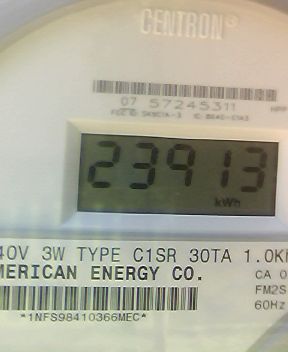 CENTRON®
07 57245311
23913
kWh
40V 3W TYPE C1SR 30TA 1.0K
MERICAN ENERGY CO.
CA 0
FM2S
60Hz
*1NFS98410366MEC*